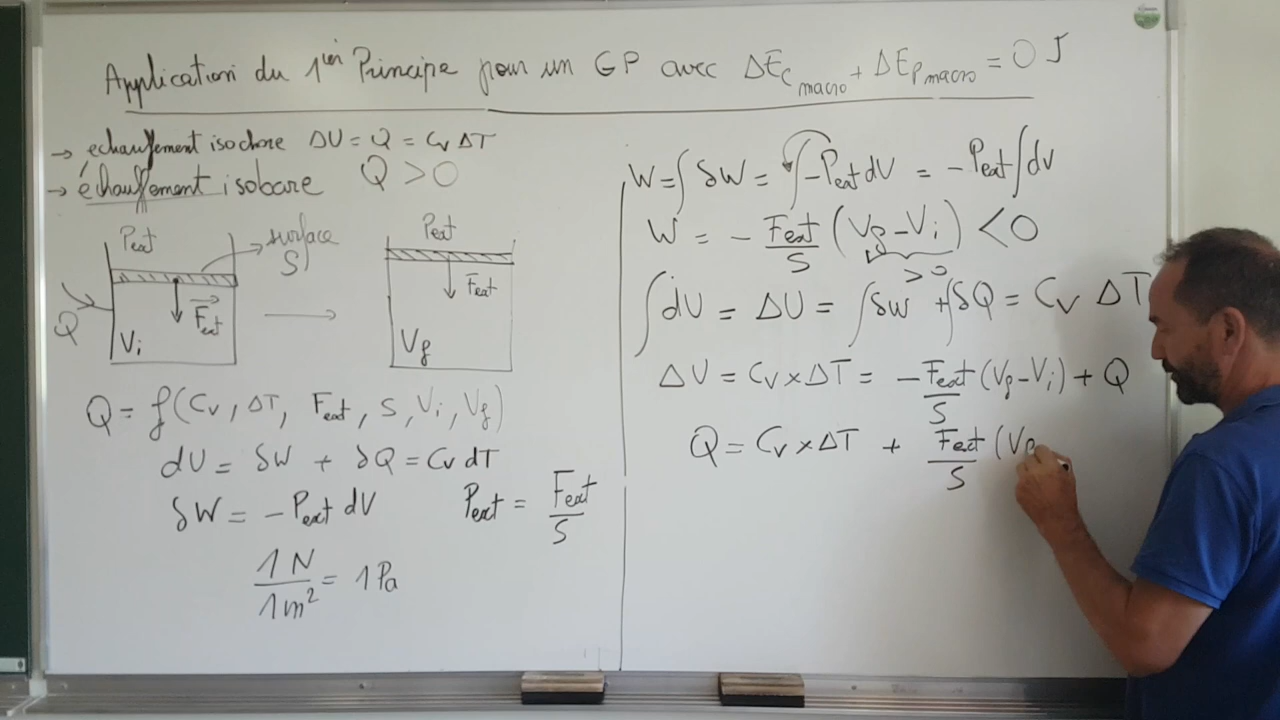 Application du 1er Principe pour un GP avec ΔEc macro + ΔEp macro = 0 J
→ echauffement isochore ΔU = Q = Cv ΔT
→ échauffement isobare Q > 0
Pext
surface S
Fext
Q
Vi
Pext
Fext
Vf
Q = f(Cv, ΔT, Fext, S, Vi, Vf)
dU = δW + δQ = Cv dT
δW = -Pext dV Pext = Fext/S
1N/1m² = 1 Pa
W = ∫ δW = ∫ -Pext dV = -Pext ∫ dV
W = - Fext/S (Vf - Vi) < 0
> 0
∫ dU = ΔU = ∫ δW + ∫ δQ = Cv ΔT
ΔU = Cv × ΔT = - Fext/S (Vf - Vi) + Q
Q = Cv × ΔT + Fext/S (Vf